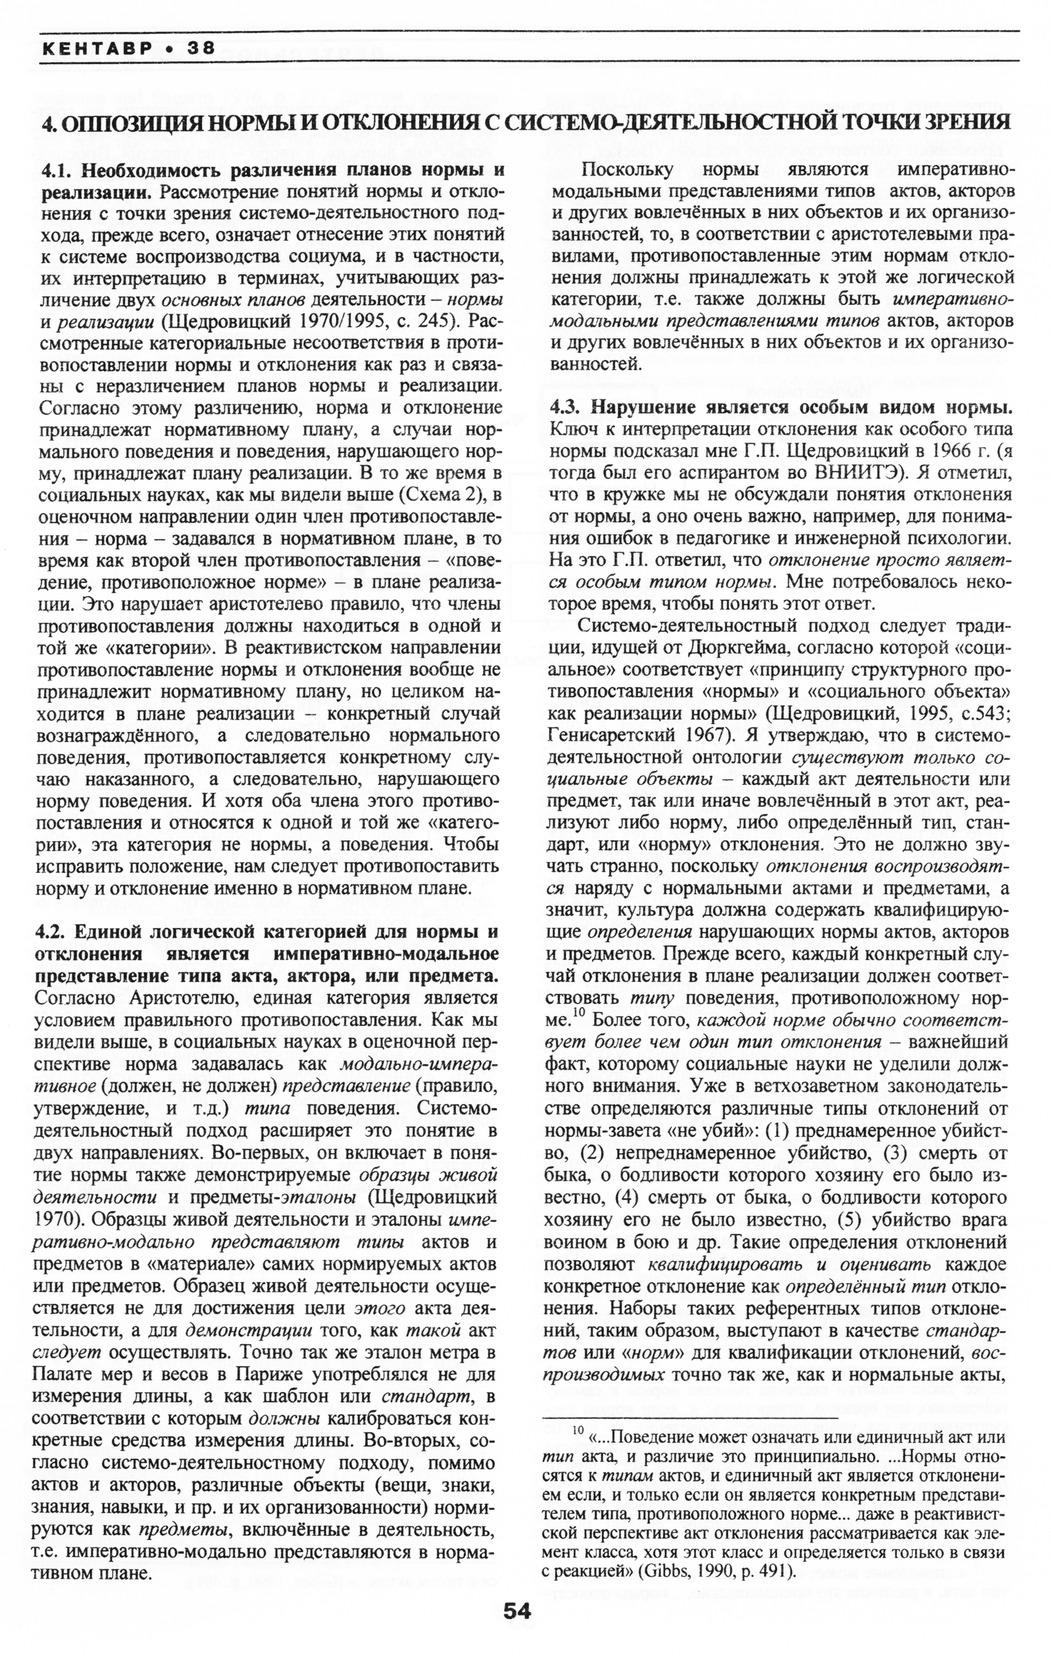 КЕНТАВР • 38
4. ОППОЗИЦИЯ НОРМЫ И ОТКЛОНЕНИЯ С СИСТЕМО-ДЕЯТЕЛЬНОСТНОЙ ТОЧКИ ЗРЕНИЯ
4.1. Необходимость различения планов нормы и
реализации. Рассмотрение понятий нормы и откло-
нения с точки зрения системо-деятельностного под-
хода, прежде всего, означает отнесение этих понятий
к системе воспроизводства социума, и в частности,
их интерпретацию в терминах, учитывающих раз-
личение двух основных планов деятельности – нормы
и реализации (Щедровицкий 1970/1995, с. 245). Рас-
смотренные категориальные несоответствия в проти-
вопоставлении нормы и отклонения как раз и связа-
ны с неразличением планов нормы и реализации.
Согласно этому различению, норма и отклонение
принадлежат нормативному плану, а случаи нор-
мального поведения и поведения, нарушающего нор-
му, принадлежат плану реализации. В то же время в
социальных науках, как мы видели выше (Схема 2), в
оценочном направлении один член противопоставле-
ния – норма – задавался в нормативном плане, в то
время как второй член противопоставления – «пове-
дение, противоположное норме» – в плане реализа-
ции. Это нарушает аристотелево правило, что члены
противопоставления должны находиться в одной и
той же «категории». В реактивистском направлении
противопоставление нормы и отклонения вообще не
принадлежит нормативному плану, но целиком на-
ходится в плане реализации – конкретный случай
вознаграждённого, а следовательно нормального
поведения, противопоставляется конкретному слу-
чаю наказанного, а следовательно, нарушающего
норму поведения. И хотя оба члена этого противо-
поставления и относятся к одной и той же «катего-
рии», эта категория не нормы, а поведения. Чтобы
исправить положение, нам следует противопоставить
норму и отклонение именно в нормативном плане.
4.2. Единой логической категорией для нормы и
отклонения является императивно-модальное
представление типа акта, актора, или предмета.
Согласно Аристотелю, единая категория является
условием правильного противопоставления. Как мы
видели выше, в социальных науках в оценочной пер-
спективе норма задавалась как модально-импера-
тивное (должен, не должен) представление (правило,
утверждение, и т.д.) типа поведения. Системо-
деятельностный подход расширяет это понятие в
двух направлениях. Во-первых, он включает в поня-
тие нормы также демонстрируемые образцы живой
деятельности и предметы-эталоны (Щедровицкий
1970). Образцы живой деятельности и эталоны импе-
ративно-модально представляют типы актов и
предметов в «материале» самих нормируемых актов
или предметов. Образец живой деятельности осуще-
ствляется не для достижения цели этого акта дея-
тельности, а для демонстрации того, как такой акт
следует осуществлять. Точно так же эталон метра в
Палате мер и весов в Париже употреблялся не для
измерения длины, а как шаблон или стандарт, в
соответствии с которым должны калиброваться кон-
кретные средства измерения длины. Во-вторых, со-
гласно системо-деятельностному подходу, помимо
актов и акторов, различные объекты (вещи, знаки,
знания, навыки, и пр. и их организованности) норми-
руются как предметы, включённые в деятельность,
т.е. императивно-модально представляются в норма-
тивном плане.
Поскольку нормы являются императивно-
модальными представлениями типов актов, акторов
и других вовлечённых в них объектов и их организо-
ванностей, то, в соответствии с аристотелевыми пра-
вилами, противопоставленные этим нормам откло-
нения должны принадлежать к этой же логической
категории, т.е. также должны быть императивно-
модальными представлениями типов актов, акторов
и других вовлечённых в них объектов и их организо-
ванностей.
4.3. Нарушение является особым видом нормы.
Ключ к интерпретации отклонения как особого типа
нормы подсказал мне Г.П. Щедровицкий в 1966 г. (я
тогда был его аспирантом во ВНИИТЭ). Я отметил,
что в кружке мы не обсуждали понятия отклонения
от нормы, а оно очень важно, например, для понима-
ния ошибок в педагогике и инженерной психологии.
На это Г.П. ответил, что отклонение просто являет-
ся особым типом нормы. Мне потребовалось неко-
торое время, чтобы понять этот ответ.
Системо-деятельностный подход следует тради-
ции, идущей от Дюркгейма, согласно которой «соци-
альное» соответствует «принципу структурного про-
тивопоставления «нормы» и «социального объекта»
как реализации нормы» (Щедровицкий, 1995, с.543;
Генисаретский 1967). Я утверждаю, что в системо-
деятельностной онтологии существуют только со-
циальные объекты – каждый акт деятельности или
предмет, так или иначе вовлечённый в этот акт, реа-
лизуют либо норму, либо определённый тип, стан-
дарт, или «норму» отклонения. Это не должно зву-
чать странно, поскольку отклонения воспроизводят-
ся наряду с нормальными актами и предметами, а
значит, культура должна содержать квалифицирую-
щие определения нарушающих нормы актов, акторов
и предметов. Прежде всего, каждый конкретный слу-
чай отклонения в плане реализации должен соответ-
ствовать типу поведения, противоположному нор-
ме.10 Более того, каждой норме обычно соответст-
вует более чем один тип отклонения – важнейший
факт, которому социальные науки не уделили долж-
ного внимания. Уже в ветхозаветном законодатель-
стве определяются различные типы отклонений от
нормы-завета «не убий»: (1) преднамеренное убийст-
во, (2) непреднамеренное убийство, (3) смерть от
быка, о бодливости которого хозяину его было из-
вестно, (4) смерть от быка, о бодливости которого
хозяину его не было известно, (5) убийство врага
воином в бою и др. Такие определения отклонений
позволяют квалифицировать и оценивать каждое
конкретное отклонение как определённый тип откло-
нения. Наборы таких референтных типов отклоне-
ний, таким образом, выступают в качестве стандар-
тов или «норм» для квалификации отклонений, вос-
производимых точно так же, как и нормальные акты,
10 «...Поведение может означать или единичный акт или
тип акта, и различие это принципиально. ...Нормы отно-
сятся к типам актов, и единичный акт является отклонени-
ем если, и только если он является конкретным представи-
телем типа, противоположного норме... даже в реактивист-
ской перспективе акт отклонения рассматривается как эле-
мент класса, хотя этот класс и определяется только в связи
с реакцией» (Gibbs, 1990, p. 491).
54